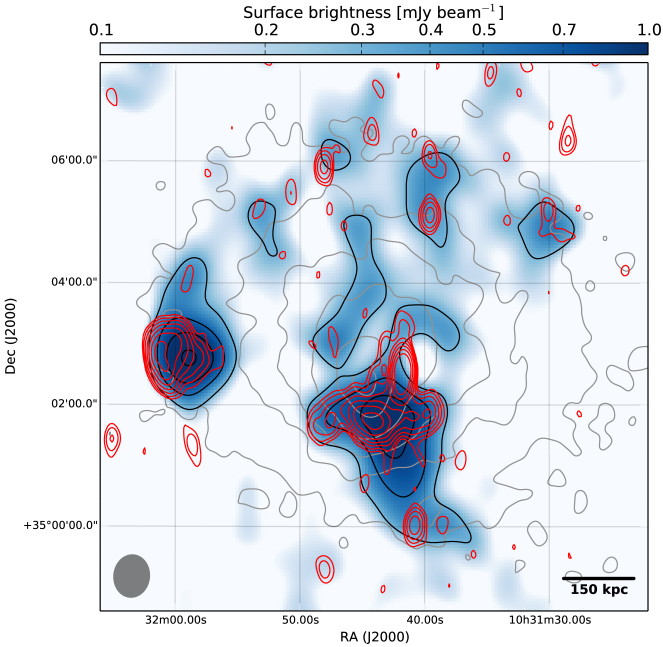 Surface brightness [mJy beam⁻¹]
0.1 0.2 0.3 0.4 0.5 0.7 1.0
06'00.0"
04'00.0"
Dec (J2000)
02'00.0"
+35°00'00.0"
150 kpc
32m00.00s 50.00s 40.00s 10h31m30.00s
RA (J2000)